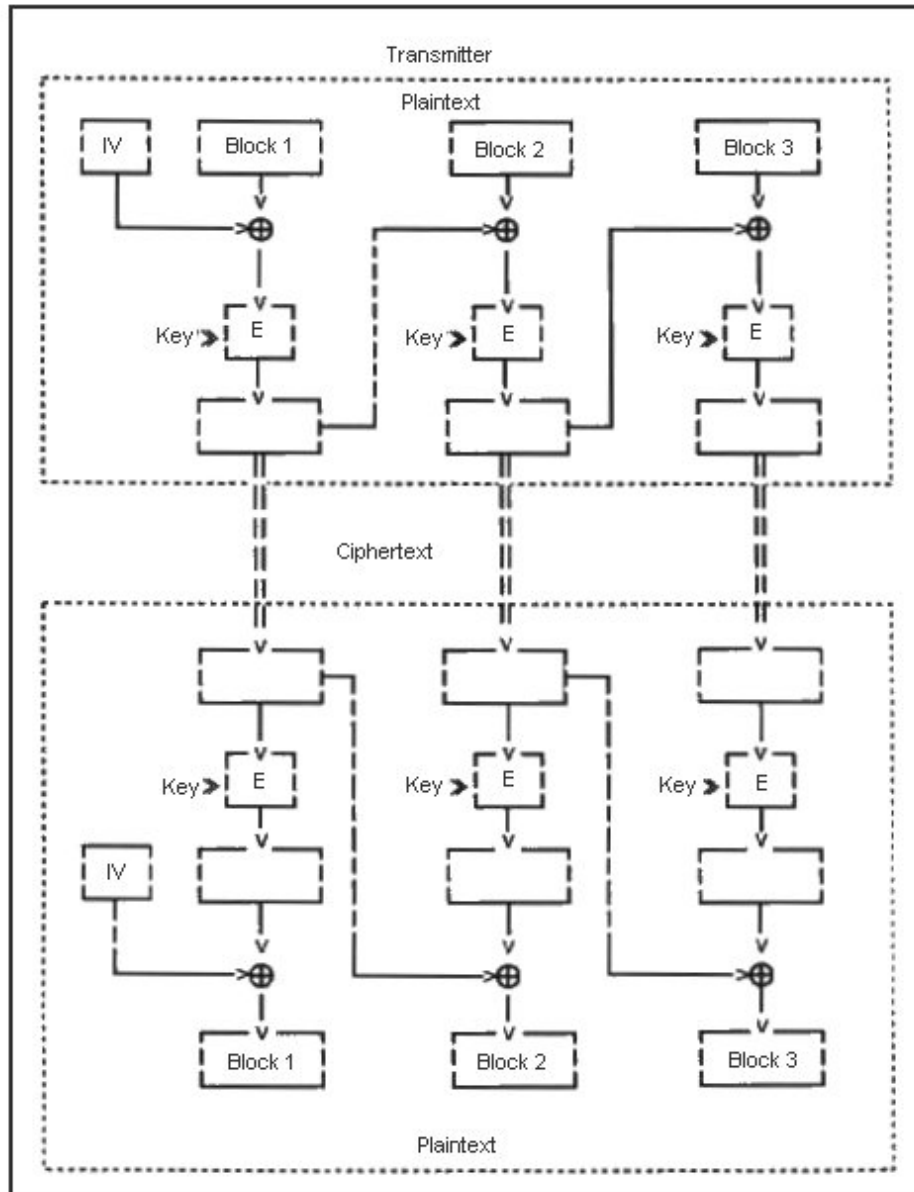 Transmitter
Plaintext
IV
Block 1
Block 2
Block 3
Key
E
Key
E
Key
E
Ciphertext
Key
E
Key
E
Key
E
IV
Block 1
Block 2
Block 3
Plaintext